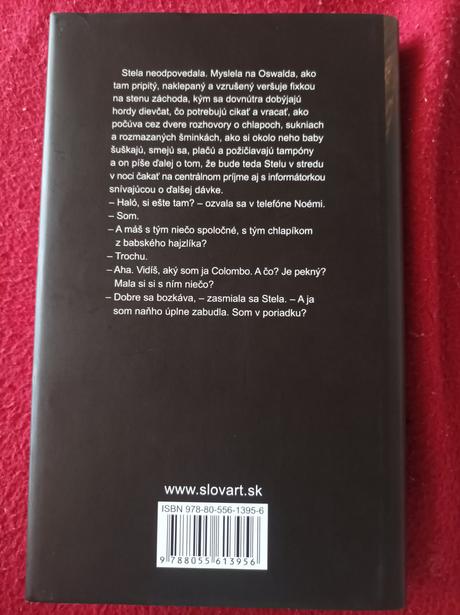 Stela neodpovedala. Myslela na Oswalda, ako
tam pripitý, naklepaný a vzrušený veršuje fixkou
na stenu záchoda, kým sa dovnútra dobýjajú
hordy dievčat, čo potrebujú cikať a vracať, ako
počúva cez dvere rozhovory o chlapoch, sukniach
a rozmazaných šminkách, ako si okolo neho baby
šuškajú, smejú sa, plačú a požičiavajú tampóny
a on píše ďalej o tom, že bude teda Stelu v stredu
v noci čakať na centrálnom príjme aj s informátorkou
snívajúcou o ďalšej dávke.
– Haló, si ešte tam? – ozvala sa v telefóne Noémi.
– Som.
– A máš s tým niečo spoločné, s tým chlapíkom
z babského hajzlíka?
– Trochu.
– Aha. Vidíš, aký som ja Colombo. A čo? Je pekný?
Mala si si s ním niečo?
– Dobre sa bozkáva, – zasmiala sa Stela. – A ja
som naňho úplne zabudla. Som v poriadku?
www.slovart.sk
ISBN 978-80-556-1395-6
9 788055 613956